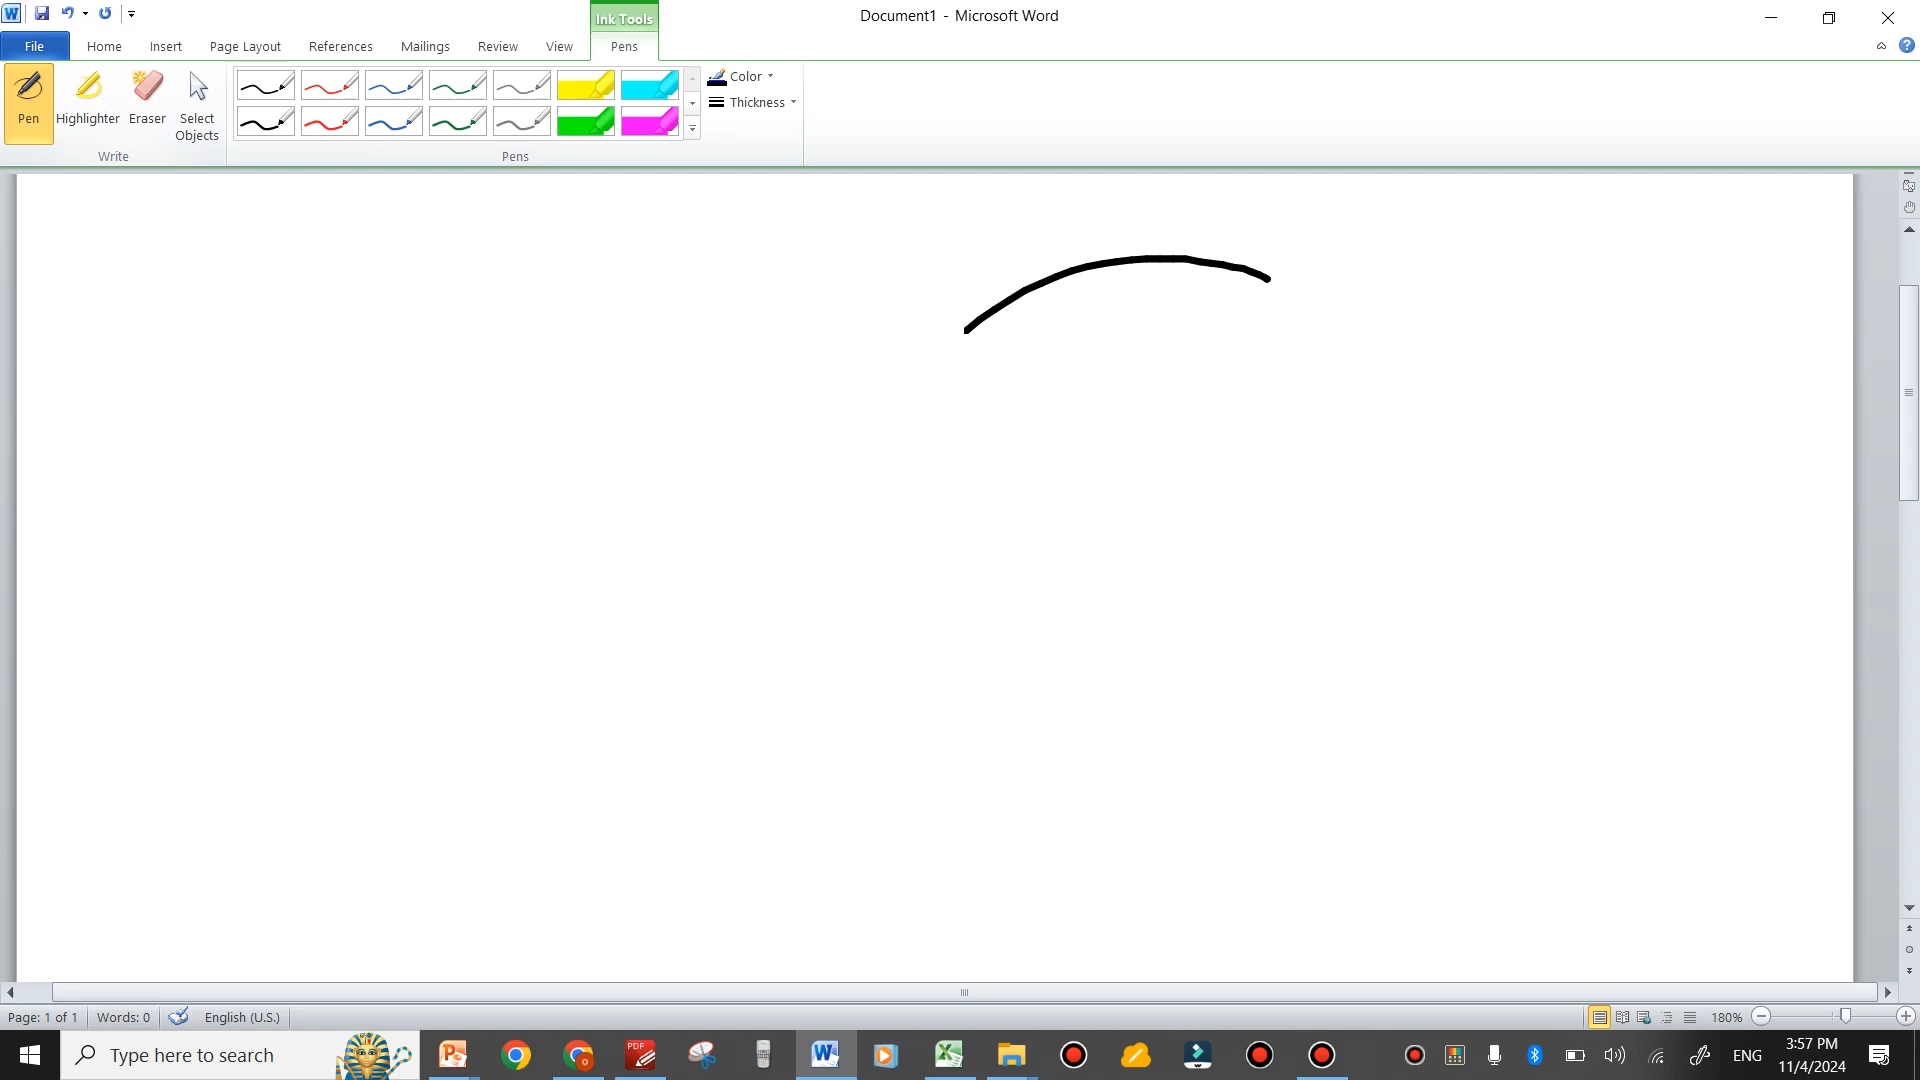 Document1 - Microsoft Word
Ink Tools
File Home Insert Page Layout References Mailings Review View Pens
Pen Highlighter Eraser Select Objects
Color
Thickness
Write Pens
Page: 1 of 1 Words: 0 English (U.S.) 180%
Type here to search
PDF
ENG
3:57 PM
11/4/2024